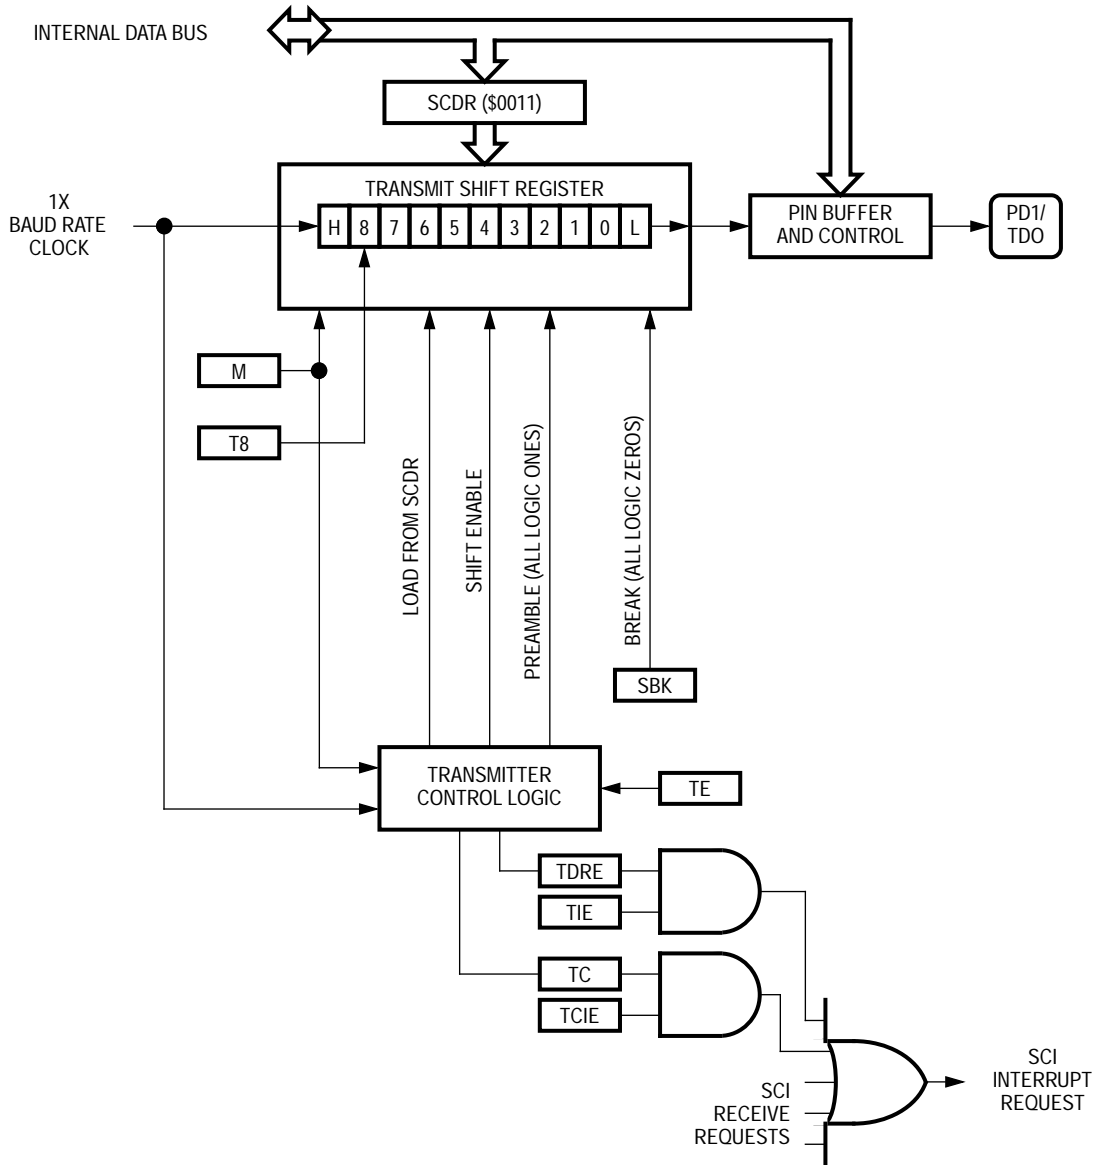 INTERNAL DATA BUS
SCDR ($0011)
TRANSMIT SHIFT REGISTER
H 8 7 6 5 4 3 2 1 0 L
1X
BAUD RATE
CLOCK
PIN BUFFER
AND CONTROL
PD1/
TDO
M
T8
LOAD FROM SCDR
SHIFT ENABLE
PREAMBLE (ALL LOGIC ONES)
BREAK (ALL LOGIC ZEROS)
SBK
TRANSMITTER
CONTROL LOGIC
TE
TDRE
TIE
TC
TCIE
SCI
RECEIVE
REQUESTS
SCI
INTERRUPT
REQUEST